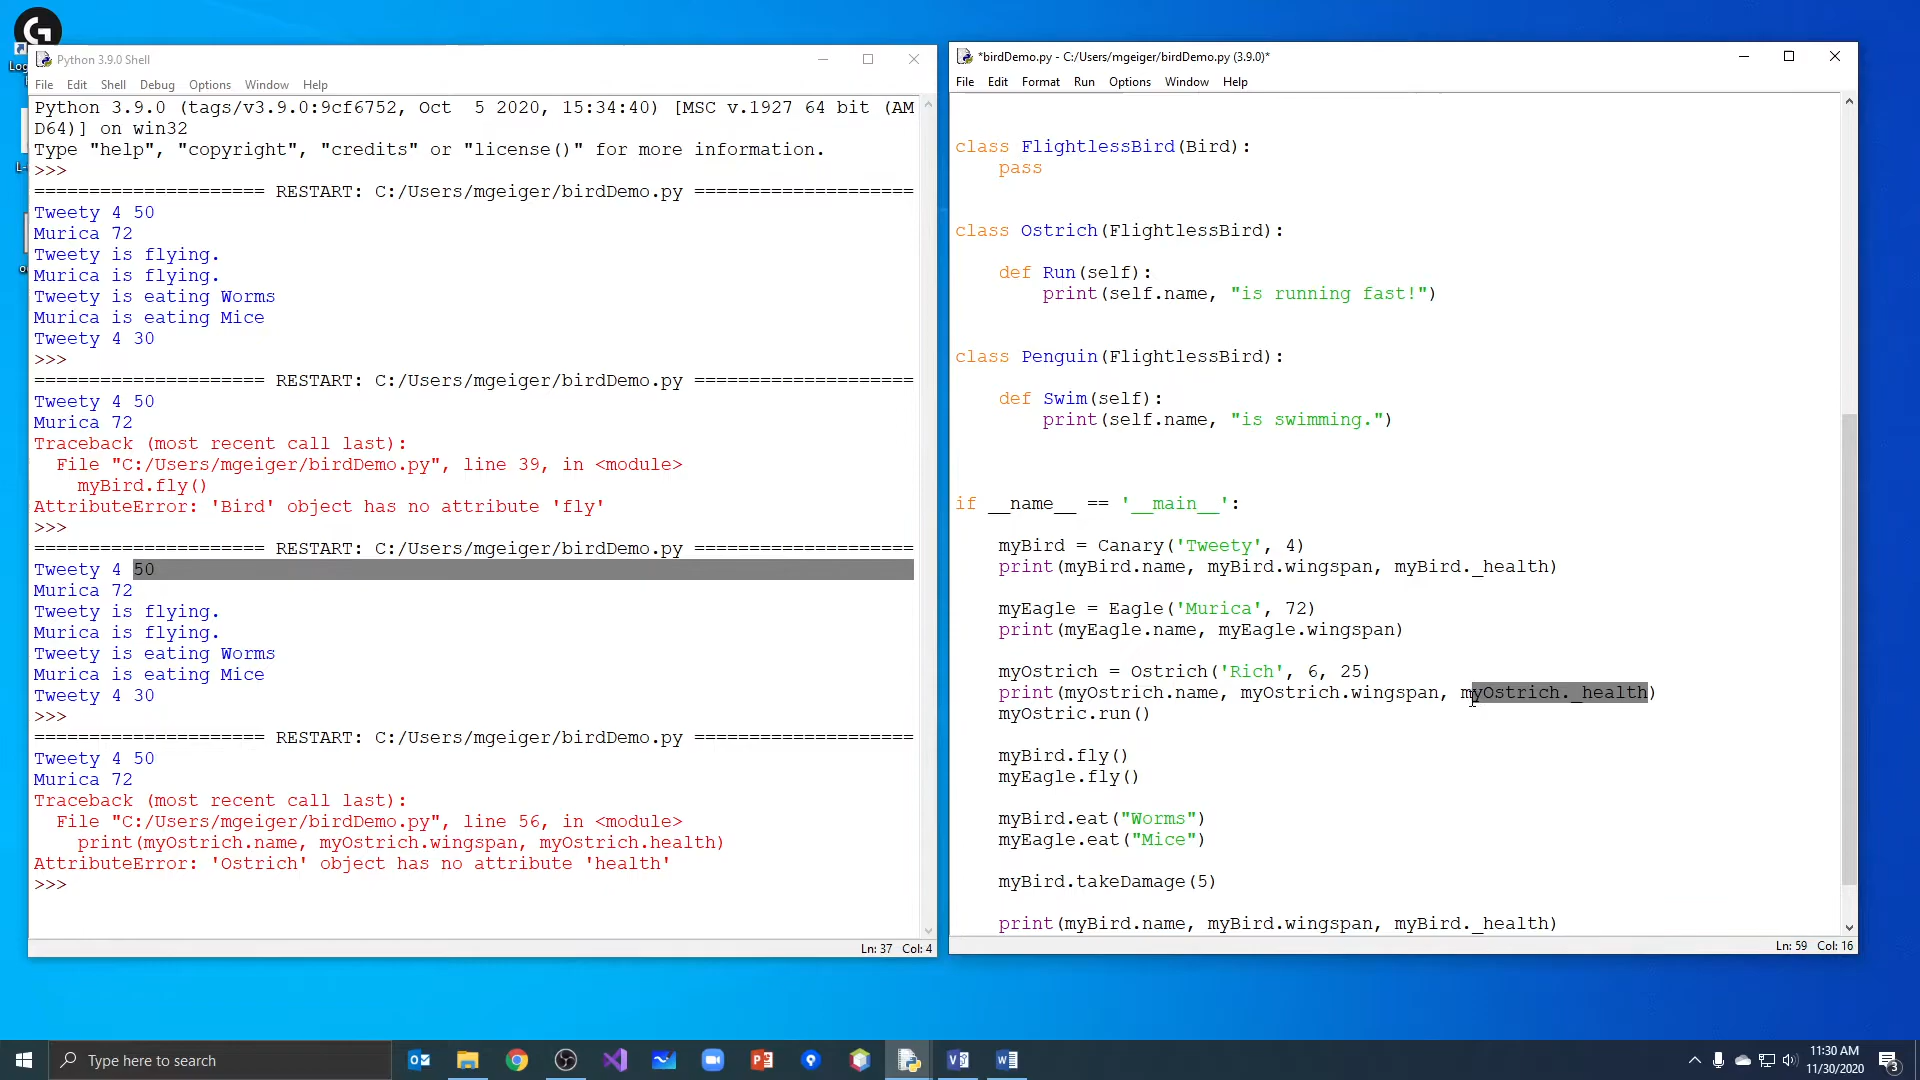 Python 3.9.0 Shell
File Edit Shell Debug Options Window Help
Python 3.9.0 (tags/v3.9.0:9cf6752, Oct  5 2020, 15:34:40) [MSC v.1927 64 bit (AM
D64)] on win32
Type "help", "copyright", "credits" or "license()" for more information.
>>>
===================== RESTART: C:/Users/mgeiger/birdDemo.py ====================
Tweety 4 50
Murica 72
Tweety is flying.
Murica is flying.
Tweety is eating Worms
Murica is eating Mice
Tweety 4 30
>>>
===================== RESTART: C:/Users/mgeiger/birdDemo.py ====================
Tweety 4 50
Murica 72
Traceback (most recent call last):
  File "C:/Users/mgeiger/birdDemo.py", line 39, in <module>
    myBird.fly()
AttributeError: 'Bird' object has no attribute 'fly'
>>>
===================== RESTART: C:/Users/mgeiger/birdDemo.py ====================
Tweety 4 50
Murica 72
Tweety is flying.
Murica is flying.
Tweety is eating Worms
Murica is eating Mice
Tweety 4 30
>>>
===================== RESTART: C:/Users/mgeiger/birdDemo.py ====================
Tweety 4 50
Murica 72
Traceback (most recent call last):
  File "C:/Users/mgeiger/birdDemo.py", line 56, in <module>
    print(myOstrich.name, myOstrich.wingspan, myOstrich.health)
AttributeError: 'Ostrich' object has no attribute 'health'
>>>
Ln: 37 Col: 4
*birdDemo.py - C:/Users/mgeiger/birdDemo.py (3.9.0)*
File Edit Format Run Options Window Help
class FlightlessBird(Bird):
    pass
class Ostrich(FlightlessBird):
    def Run(self):
        print(self.name, "is running fast!")
class Penguin(FlightlessBird):
    def Swim(self):
        print(self.name, "is swimming.")
if __name__ == '__main__':
    myBird = Canary('Tweety', 4)
    print(myBird.name, myBird.wingspan, myBird._health)
    myEagle = Eagle('Murica', 72)
    print(myEagle.name, myEagle.wingspan)
    myOstrich = Ostrich('Rich', 6, 25)
    print(myOstrich.name, myOstrich.wingspan, myOstrich._health)
    myOstric.run()
    myBird.fly()
    myEagle.fly()
    myBird.eat("Worms")
    myEagle.eat("Mice")
    myBird.takeDamage(5)
    print(myBird.name, myBird.wingspan, myBird._health)
Ln: 59 Col: 16
Type here to search
11:30 AM
11/30/2020
3